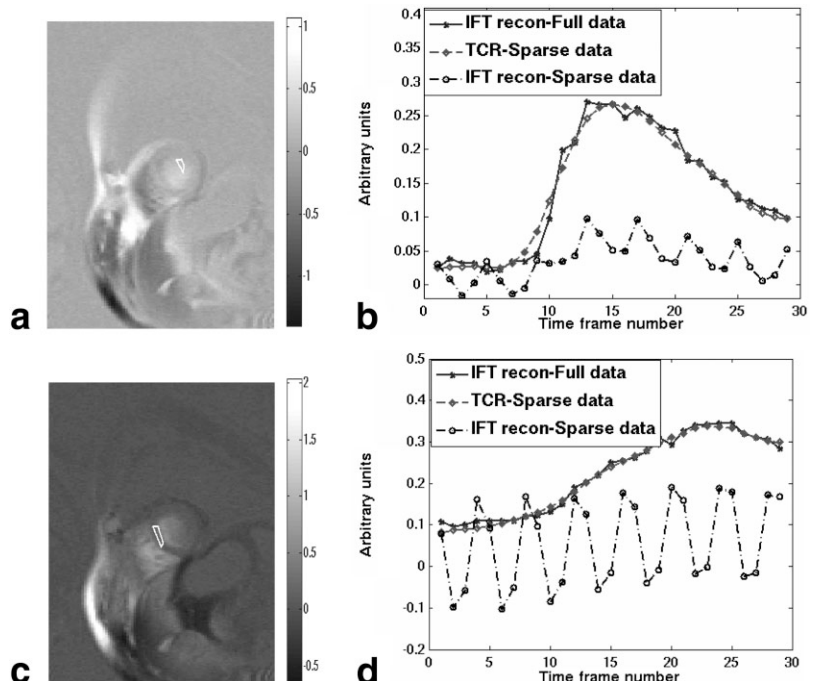 1
0.5
0
−0.5
−1
a
0.4
0.35
0.3
0.25
0.2
0.15
0.1
0.05
0
Arbitrary units
IFT recon-Full data
TCR-Sparse data
IFT recon-Sparse data
0 5 10 15 20 25 30
Time frame number
b
2
1.5
1
0.5
0
-0.5
c
0.5
0.4
0.3
0.2
0.1
0
-0.1
-0.2
Arbitrary units
IFT recon-Full data
TCR-Sparse data
IFT recon-Sparse data
0 5 10 15 20 25 30
Time frame number
d